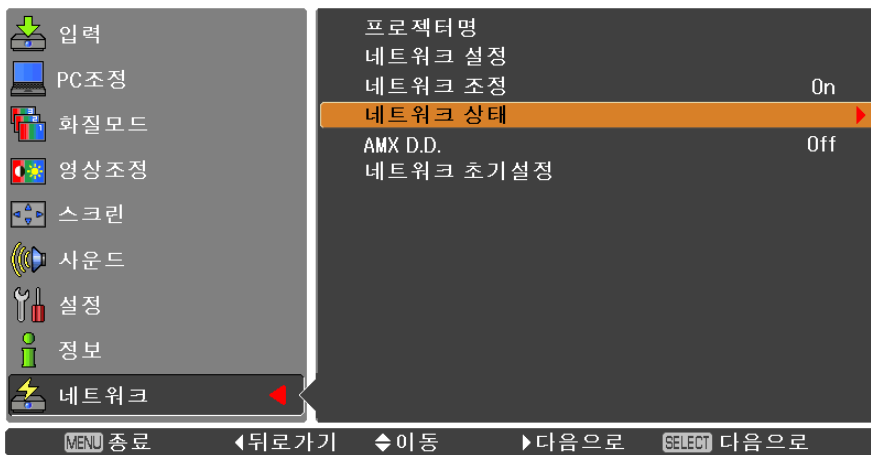 입력
PC조정
화질모드
영상조정
스크린
사운드
설정
정보
네트워크
프로젝터명
네트워크 설정
네트워크 조정 On
네트워크 상태
AMX D.D. Off
네트워크 초기설정
MENU 종료 뒤로가기 이동 다음으로 SELECT 다음으로